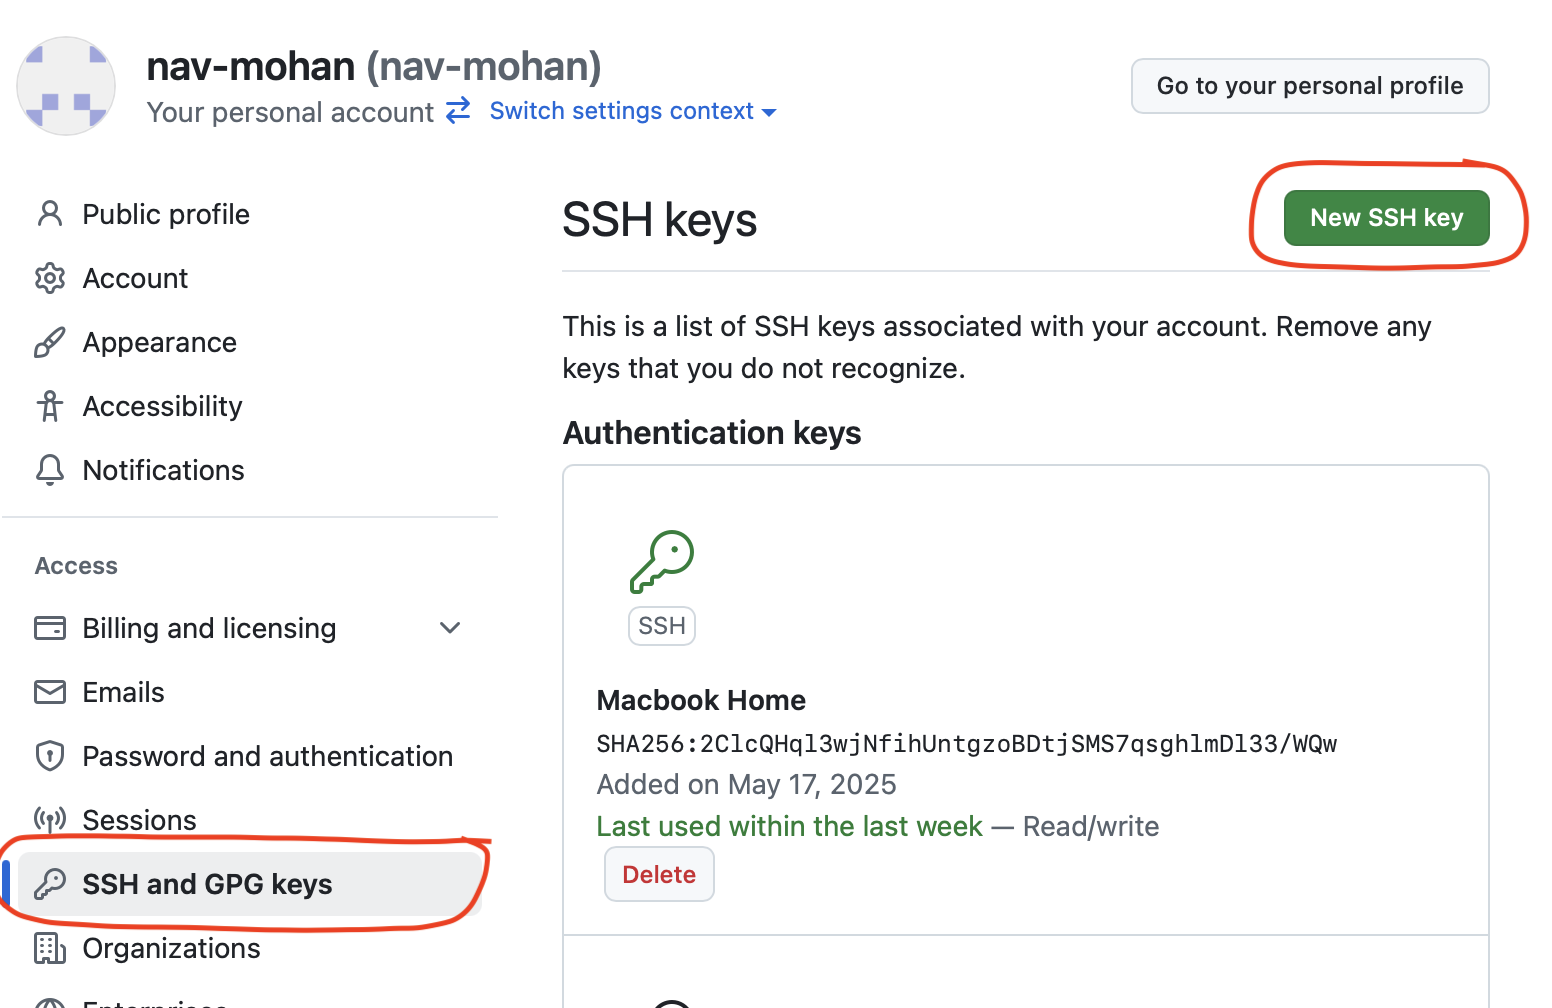 nav-mohan (nav-mohan)
Your personal account Switch settings context
Go to your personal profile
Public profile
Account
Appearance
Accessibility
Notifications
Access
Billing and licensing
Emails
Password and authentication
Sessions
SSH and GPG keys
Organizations
Enterprises
SSH keys
New SSH key
This is a list of SSH keys associated with your account. Remove any
keys that you do not recognize.
Authentication keys
SSH
Macbook Home
SHA256:2ClcQHql3wjNfihUntgzoBDtjSMS7qsghlmDl33/WQw
Added on May 17, 2025
Last used within the last week — Read/write
Delete